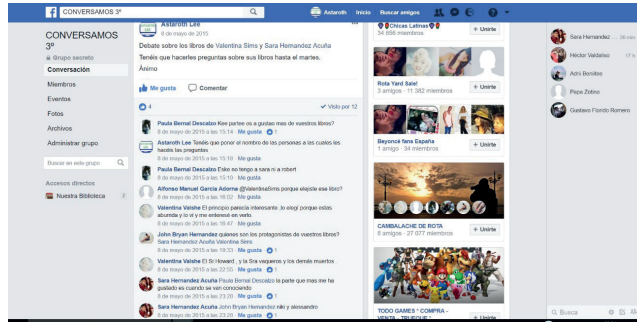 CONVERSAMOS 3º
Astaroth Inicio Buscar amigos
CONVERSAMOS
3º
Grupo secreto
Conversación
Miembros
Eventos
Fotos
Archivos
Administrar grupo
Buscar en este grupo
Accesos directos
Nuestra Biblioteca
Astaroth Lee
8 de mayo de 2015
Debate sobre los libros de Valentina Sims y Sara Hernandez Acuña
Tenéis que hacerles preguntas sobre sus libros hasta el martes.
Ánimo
Me gusta Comentar
4
Visto por 12
Paula Bernal Descalzo Kee partee os a gustao mas de vuestros libros?
8 de mayo de 2015 a las 15:14 · Me gusta · 1
Astaroth Lee Tenéis que poner el nombre de las personas a las cuales les
hacéis las preguntas
8 de mayo de 2015 a las 15:18 · Me gusta
Paula Bernal Descalzo Eske no tengo a sara ni a robert
8 de mayo de 2015 a las 15:19 · Me gusta
Alfonso Manuel Garcia Adorna @ValentinaSims porque elejiste ese libro?
8 de mayo de 2015 a las 16:02 · Me gusta
Valentina Valshe El principio parecia interesante ,lo elegi porque estas
aburrida y lo vi y me entereseé en verlo
8 de mayo de 2015 a las 16:47 · Me gusta
John Bryan Hernandez quienes son los protagonistas de vuestros libros?
Sara Hernandez Acuña Valentina Sims
8 de mayo de 2015 a las 19:33 · Me gusta · 1
Valentina Valshe El Sr Howard , y la Sra vaqueros y los demás muertos .
8 de mayo de 2015 a las 22:55 · Me gusta · 1
Sara Hernandez Acuña Paula Bernal Descalzo la parte que mas me ha
gustado es cuando se van conociendo
8 de mayo de 2015 a las 23:20 · Me gusta · 1
Sara Hernandez Acuña John Bryan Hernandez niki y alessandro
8 de mayo de 2015 a las 23:20 · Me gusta · 1
Chicas Latinas
34 656 miembros
+ Unirte
Rota Yard Sale!
3 amigos · 11 382 miembros
+ Unirte
Beyoncé fans España
1 amigo · 34 miembros
+ Unirte
CAMBALACHE DE ROTA
8 amigos · 27 077 miembros
+ Unirte
TODO GAMES " COMPRA -
VENTA - TRUEQUE "
+ Unirte
Sara Hernandez ...
Héctor Valdelso 17 h
Adri Benites
Pepe Zotino
Gustavo Florido Romero
Busca